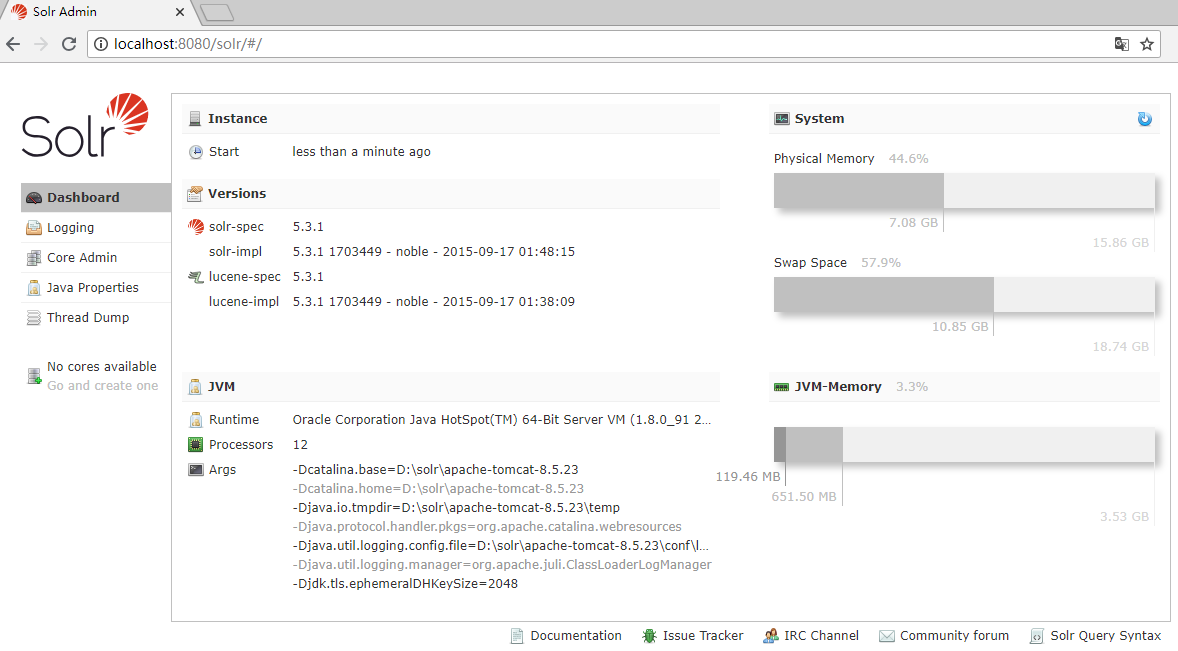 Solr Admin
localhost:8080/solr/#/
Solr
Dashboard
Logging
Core Admin
Java Properties
Thread Dump
No cores available
Go and create one
Instance
Start less than a minute ago
Versions
solr-spec 5.3.1
solr-impl 5.3.1 1703449 - noble - 2015-09-17 01:48:15
lucene-spec 5.3.1
lucene-impl 5.3.1 1703449 - noble - 2015-09-17 01:38:09
System
Physical Memory 44.6%
7.08 GB
15.86 GB
Swap Space 57.9%
10.85 GB
18.74 GB
JVM
Runtime Oracle Corporation Java HotSpot(TM) 64-Bit Server VM (1.8.0_91 2...
Processors 12
Args -Dcatalina.base=D:\solr\apache-tomcat-8.5.23
-Dcatalina.home=D:\solr\apache-tomcat-8.5.23
-Djava.io.tmpdir=D:\solr\apache-tomcat-8.5.23\temp
-Djava.protocol.handler.pkgs=org.apache.catalina.webresources
-Djava.util.logging.config.file=D:\solr\apache-tomcat-8.5.23\conf\l...
-Djava.util.logging.manager=org.apache.juli.ClassLoaderLogManager
-Djdk.tls.ephemeralDHKeySize=2048
JVM-Memory 3.3%
119.46 MB
651.50 MB
3.53 GB
Documentation Issue Tracker IRC Channel Community forum Solr Query Syntax